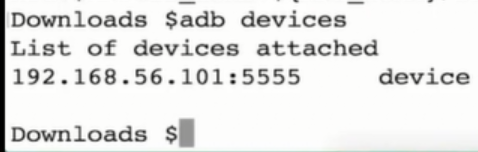 Downloads $adb devices
List of devices attached
192.168.56.101:5555 device
Downloads $